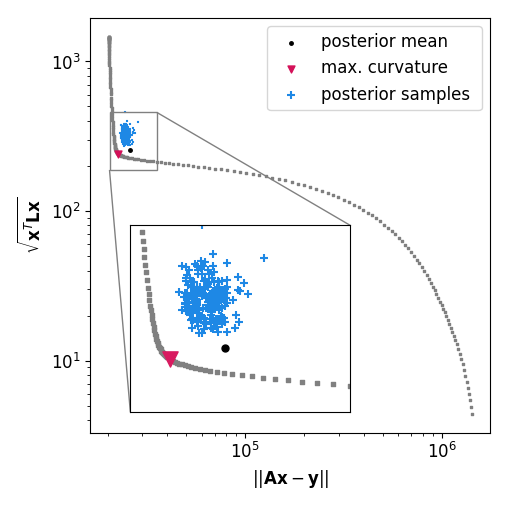 posterior mean
max. curvature
posterior samples
10³
10²
10¹
√xᵀLx
10⁵
10⁶
||Ax − y||